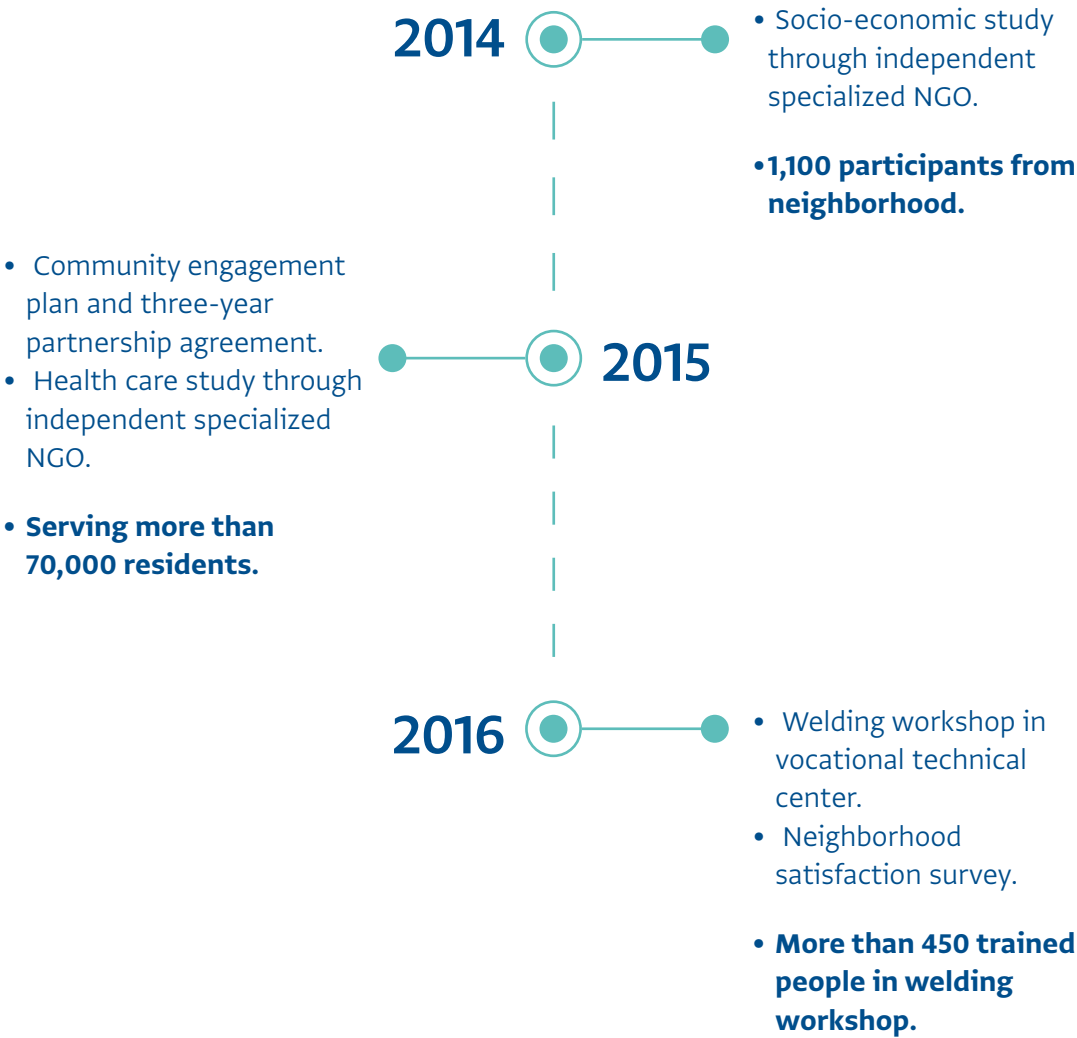 2014
• Socio-economic study
through independent
specialized NGO.
•1,100 participants from
neighborhood.
• Community engagement
plan and three-year
partnership agreement.
• Health care study through
independent specialized
NGO.
• Serving more than
70,000 residents.
2015
2016
• Welding workshop in
vocational technical
center.
• Neighborhood
satisfaction survey.
• More than 450 trained
people in welding
workshop.